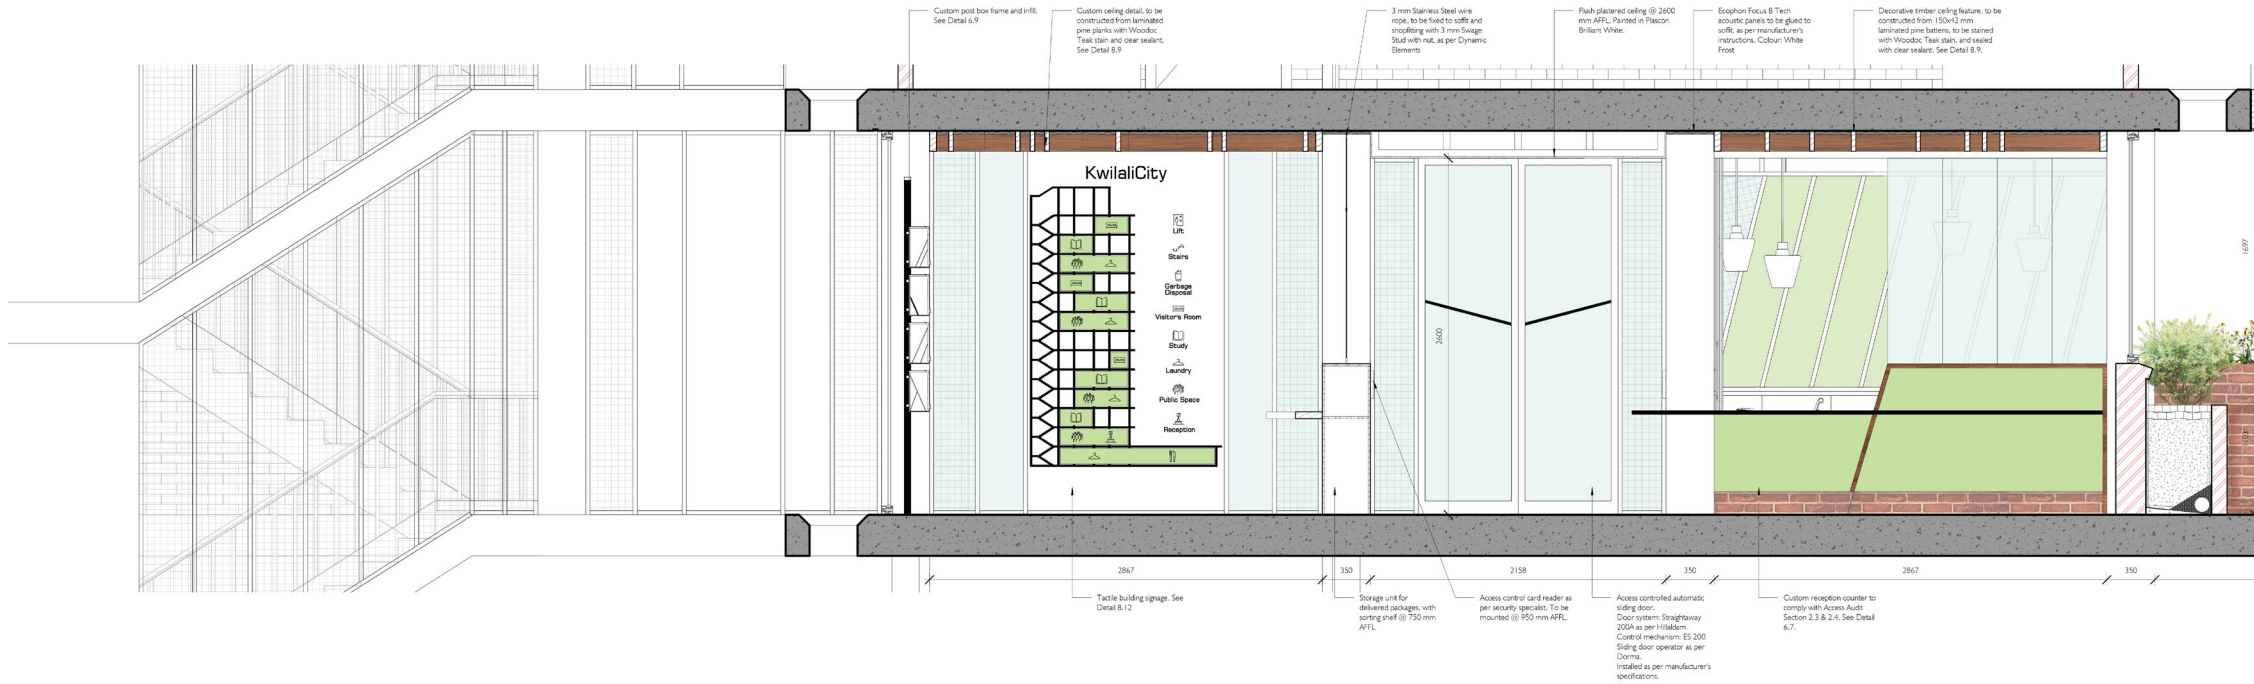 Custom post box frame and infill.
See Detail 6.9
Custom ceiling detail, to be
constructed from laminated
pine planks with Woodoc
Teak stain and clear sealant.
See Detail 8.9
3 mm Stainless Steel wire
rope, to be fixed to soffit and
shopfitting with 3 mm Swage
Stud with nut, as per Dynamic
Elements
Flush plastered ceiling @ 2600
mm AFFL. Painted in Plascon
Brilliant White.
Ecophon Focus B Tech
acoustic panels to be glued to
soffit, as per manufacturer's
instructions. Colour: White
Frost
Decorative timber ceiling feature, to be
constructed from 150x42 mm
laminated pine battens, to be stained
with Woodoc Teak stain, and sealed
with clear sealant. See Detail 8.9.
KwilaliCity
Lift
Stairs
Garbage
Disposal
Visitor's Room
Study
Laundry
Public Space
Reception
2600
1697
2867
350
2158
350
2867
350
Tactile building signage. See
Detail 8.12
Storage unit for
delivered packages, with
sorting shelf @ 750 mm
AFFL
Access control card reader as
per security specialist. To be
mounted @ 950 mm AFFL.
Access controlled automatic
sliding door.
Door system: Straightaway
200A as per Hillaldam.
Control mechanism: ES 200
Sliding door operator as per
Dorma.
Installed as per manufacturer's
specifications.
Custom reception counter to
comply with Access Audit
Section 2.3 & 2.4. See Detail
6.7.